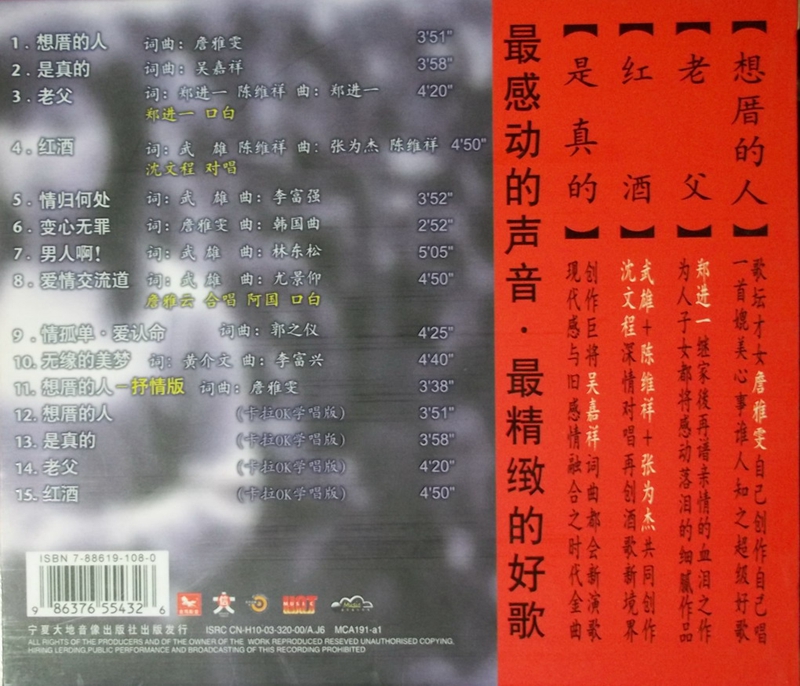 1 . 想厝的人 词曲：詹雅雯 3'51"
2 . 是真的 词曲：吴嘉祥 3'58"
3 . 老父 词：郑进一 陈维祥 曲：郑进一 4'20"
郑进一 口白
4 . 红酒 词：武 雄 陈维祥 曲：张为杰 陈维祥 4'50"
沈文程 对唱
5 . 情归何处 词：武 雄 曲：李富强 3'52"
6 . 变心无罪 词：詹雅雯 曲：韩国曲 2'52"
7 . 男人啊！ 词：武 雄 曲：林东松 5'05"
8 . 爱情交流道 词：武 雄 曲：尤景仰 4'50"
詹雅云 合唱 阿国 口白
9 . 情孤单·爱认命 词曲：郭之仪 4'25"
10. 无缘的美梦 词：黄介文 曲：李富兴 4'40"
11. 想厝的人－抒情版 词曲：詹雅雯 3'38"
12. 想厝的人 (卡拉OK学唱版) 3'51"
13. 是真的 (卡拉OK学唱版) 3'58"
14. 老父 (卡拉OK学唱版) 4'20"
15. 红酒 (卡拉OK学唱版) 4'50"
ISBN 7-88619-108-0
9 86376 55432 6
宁夏大地音像出版社出版发行 ISRC CN-H10-03-320-00/A.J6 MCA191-a1
ALL RIGHTS OF THE PRODUCERS AND OF THE OWNER OF THE WORK REPRODUCED RESEVED UNAUTHORISED COPYING,
HIRING LERDING,PUBLIC PERFORMANCE AND BROADCASTING OF THIS RECORDING PROHIBITED
【想厝的人】
歌坛才女詹雅雯自己创作自己唱
一首媲美心事谁人知之超级好歌
【老父】
郑进一继家后再谱亲情的血泪之作
为人子女都将感动落泪的细腻作品
【红酒】
武雄+陈维祥+张为杰共同创作
沈文程深情对唱再创酒歌新境界
【是真的】
创作巨将吴嘉祥词曲都会新演歌
现代感与旧感情融合之时代金曲
最感动的声音·最精致的好歌